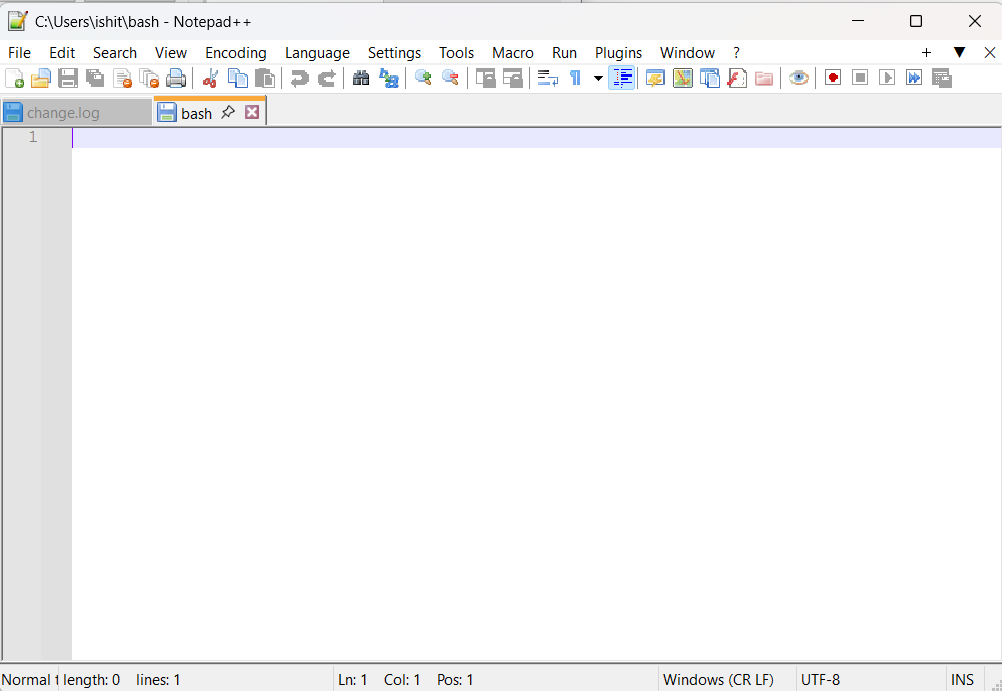 C:\Users\ishit\bash - Notepad++
File Edit Search View Encoding Language Settings Tools Macro Run Plugins Window ? + ▼ X
change.log bash
1
Normal t length: 0 lines: 1 Ln: 1 Col: 1 Pos: 1 Windows (CR LF) UTF-8 INS